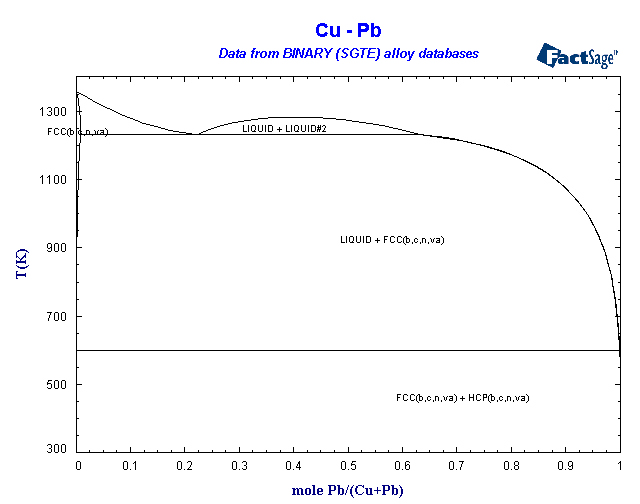 Cu - Pb
Data from BINARY (SGTE) alloy databases
FactSage
1300
FCC(b,c,n,va)
LIQUID + LIQUID#2
1100
LIQUID + FCC(b,c,n,va)
900
T(K)
700
500
FCC(b,c,n,va) + HCP(b,c,n,va)
300
0 0.1 0.2 0.3 0.4 0.5 0.6 0.7 0.8 0.9 1
mole Pb/(Cu+Pb)